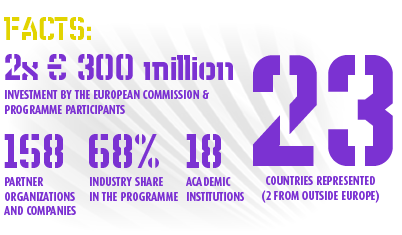 FACTS:
2x € 300 million
INVESTMENT BY THE EUROPEAN COMMISSION &
PROGRAMME PARTICIPANTS
158
PARTNER
ORGANIZATIONS
AND COMPANIES
68%
INDUSTRY SHARE
IN THE PROGRAMME
18
ACADEMIC
INSTITUTIONS
23
COUNTRIES REPRESENTED
(2 FROM OUTSIDE EUROPE)